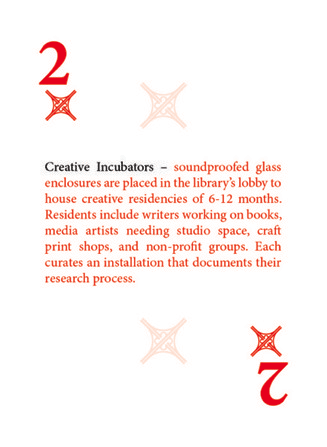 2
Creative Incubators – soundproofed glass
enclosures are placed in the library's lobby to
house creative residencies of 6-12 months.
Residents include writers working on books,
media artists needing studio space, craft
print shops, and non-profit groups. Each
curates an installation that documents their
research process.
2